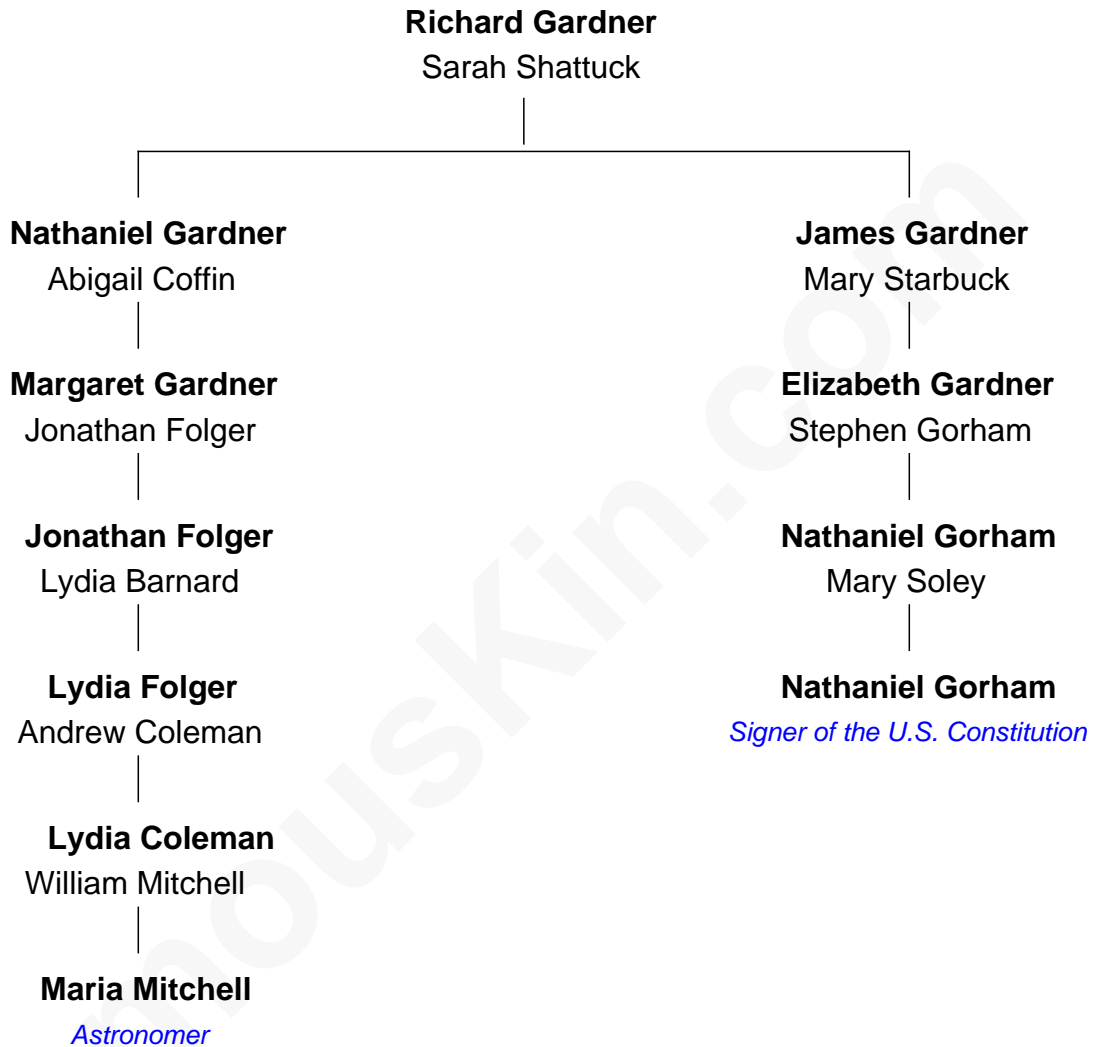 Richard Gardner
Sarah Shattuck
Nathaniel Gardner
Abigail Coffin
James Gardner
Mary Starbuck
Margaret Gardner
Jonathan Folger
Elizabeth Gardner
Stephen Gorham
Jonathan Folger
Lydia Barnard
Nathaniel Gorham
Mary Soley
Lydia Folger
Andrew Coleman
Nathaniel Gorham
Signer of the U.S. Constitution
Lydia Coleman
William Mitchell
Maria Mitchell
Astronomer
mouskin.com